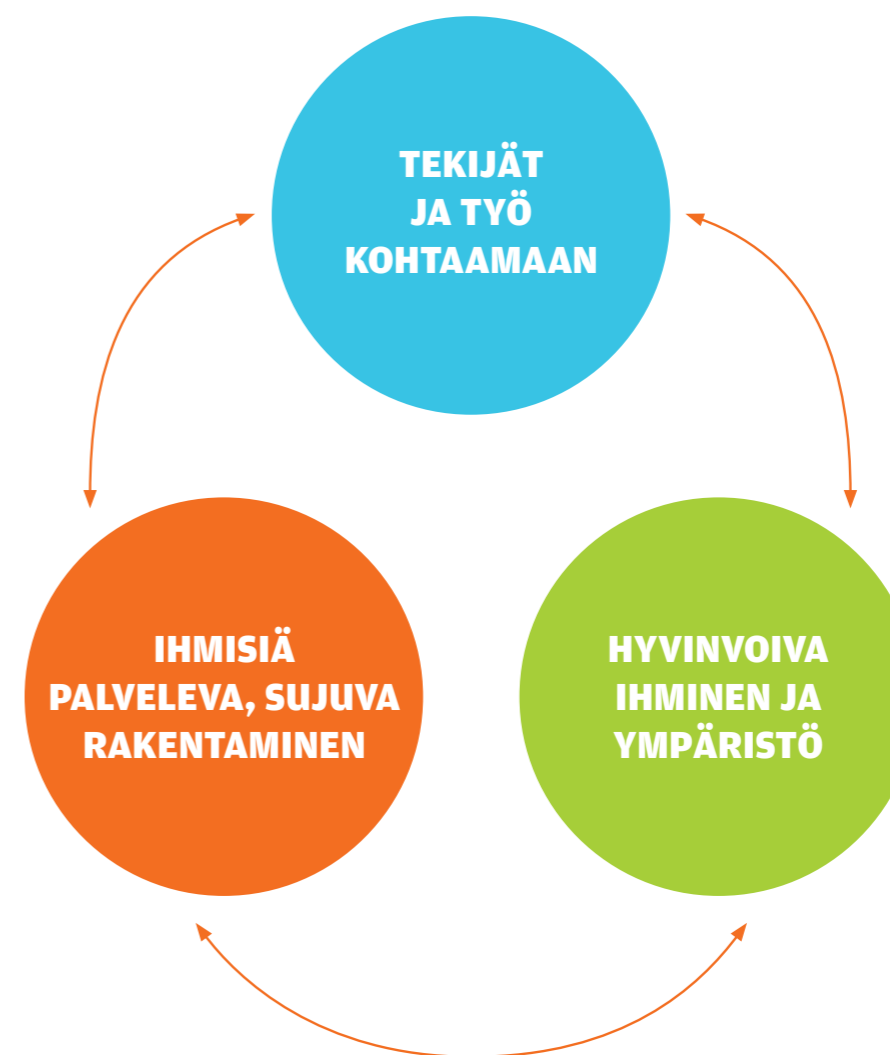 TEKIJÄT
JA TYÖ
KOHTAAMAAN
IHMISIÄ
PALVELEVA, SUJUVA
RAKENTAMINEN
HYVINVOIVA
IHMINEN JA
YMPÄRISTÖ